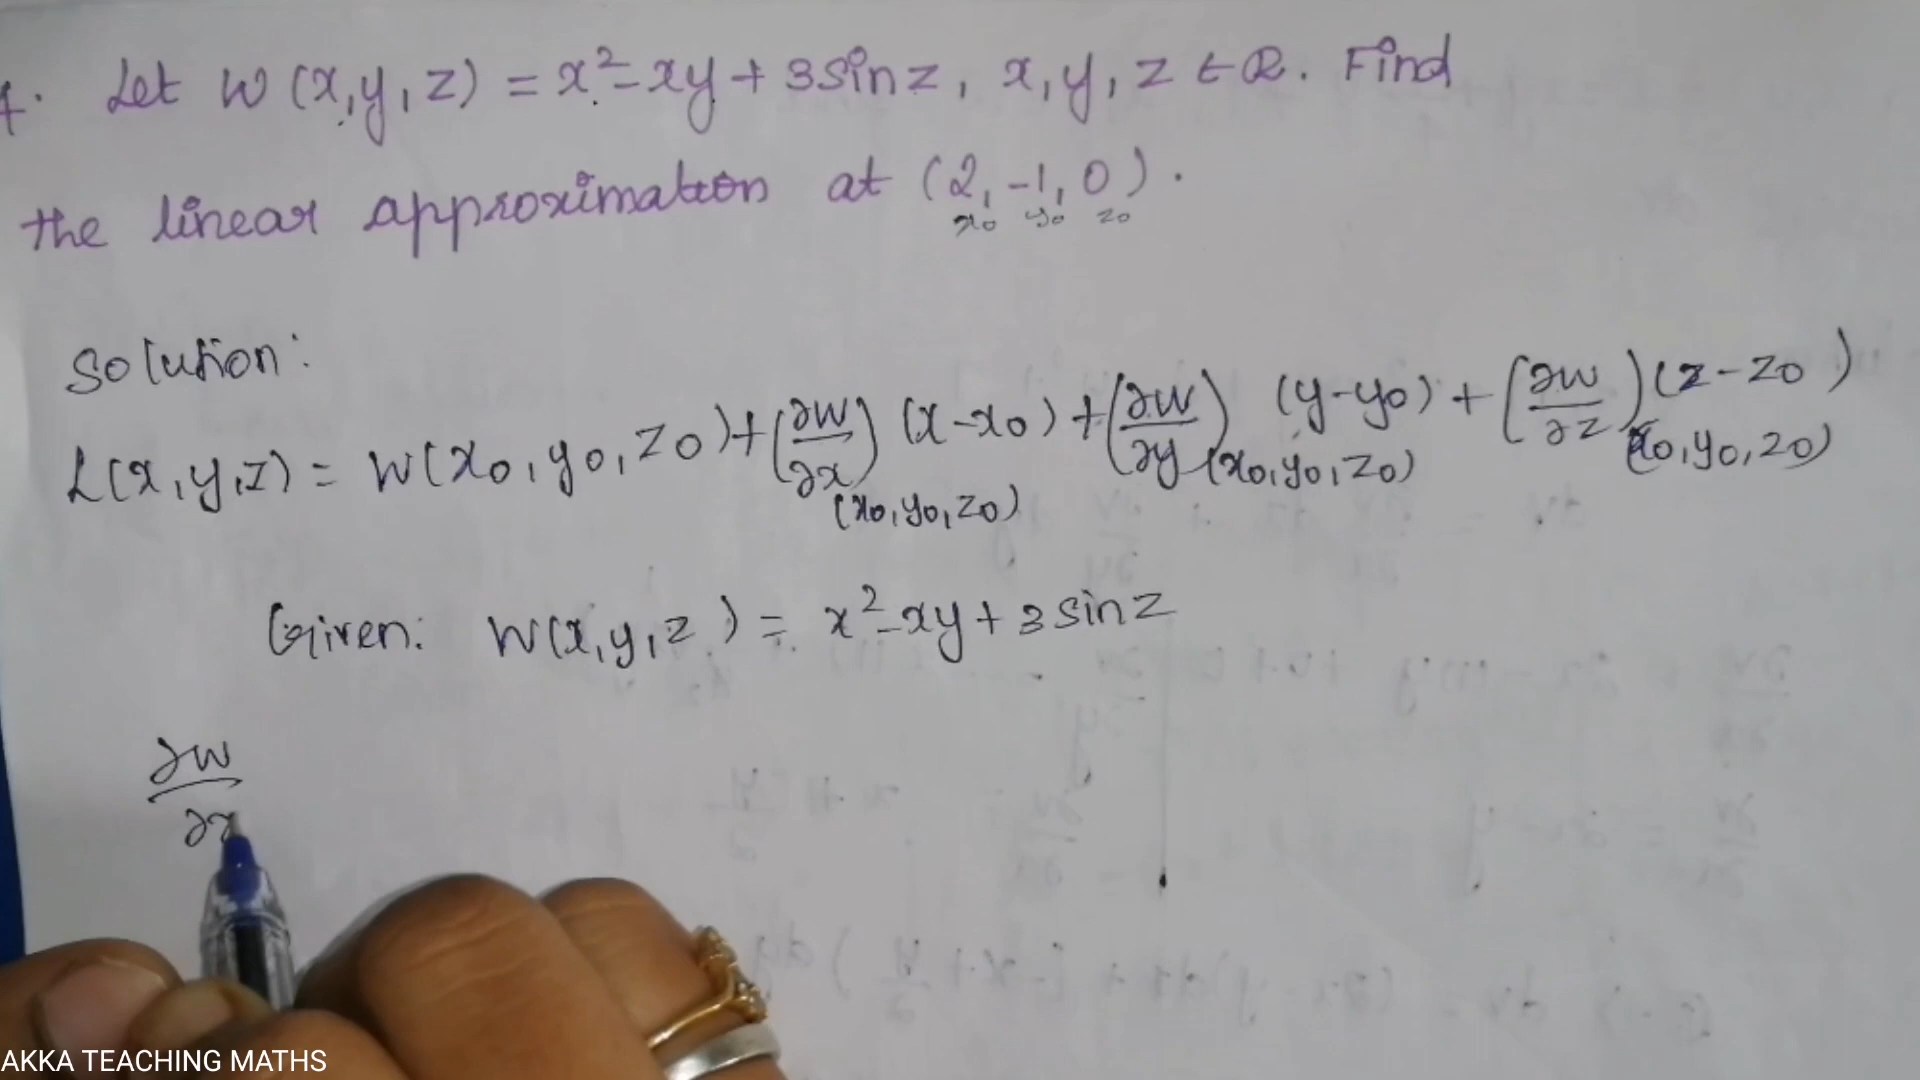 4. Let W(x,y,z) = x²-xy+3sinz, x,y,z ∈ R. Find
the linear approximation at (2,-1,0).
x₀ y₀ z₀
Solution:
L(x,y,z) = W(x₀,y₀,z₀)+(∂w/∂x)(x₀,y₀,z₀) (x-x₀)+(∂w/∂y)(x₀,y₀,z₀) (y-y₀)+(∂w/∂z)(x₀,y₀,z₀) (z-z₀)
Given: W(x,y,z) = x²-xy+3sinz
∂w/∂x
AKKA TEACHING MATHS